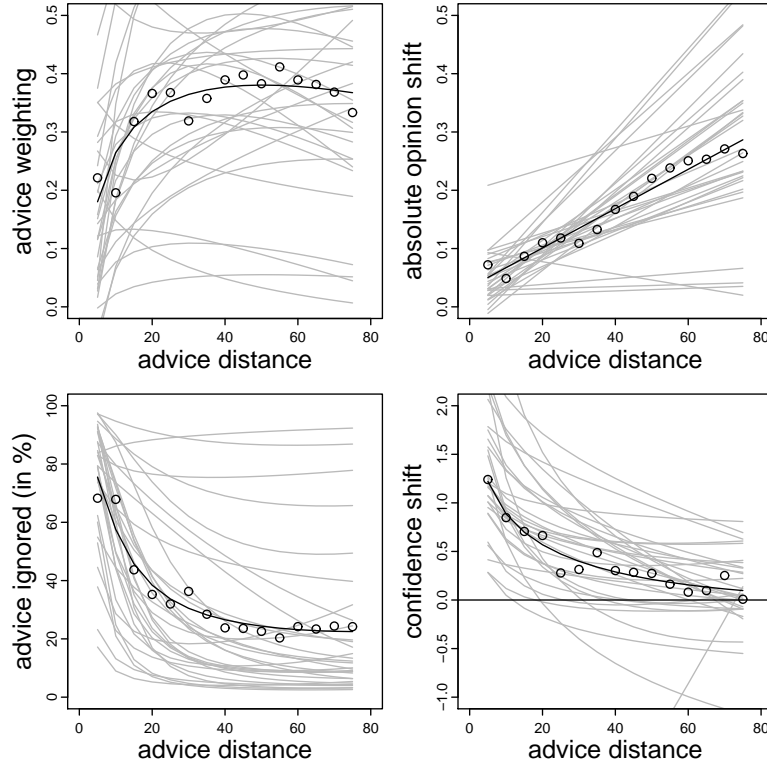 0.0 0.1 0.2 0.3 0.4 0.5
advice weighting
0 20 40 60 80
advice distance
0.0 0.1 0.2 0.3 0.4 0.5
absolute opinion shift
0 20 40 60 80
advice distance
0 20 40 60 80 100
advice ignored (in %)
0 20 40 60 80
advice distance
−1.0 −0.5 0.0 0.5 1.0 1.5 2.0
confidence shift
0 20 40 60 80
advice distance